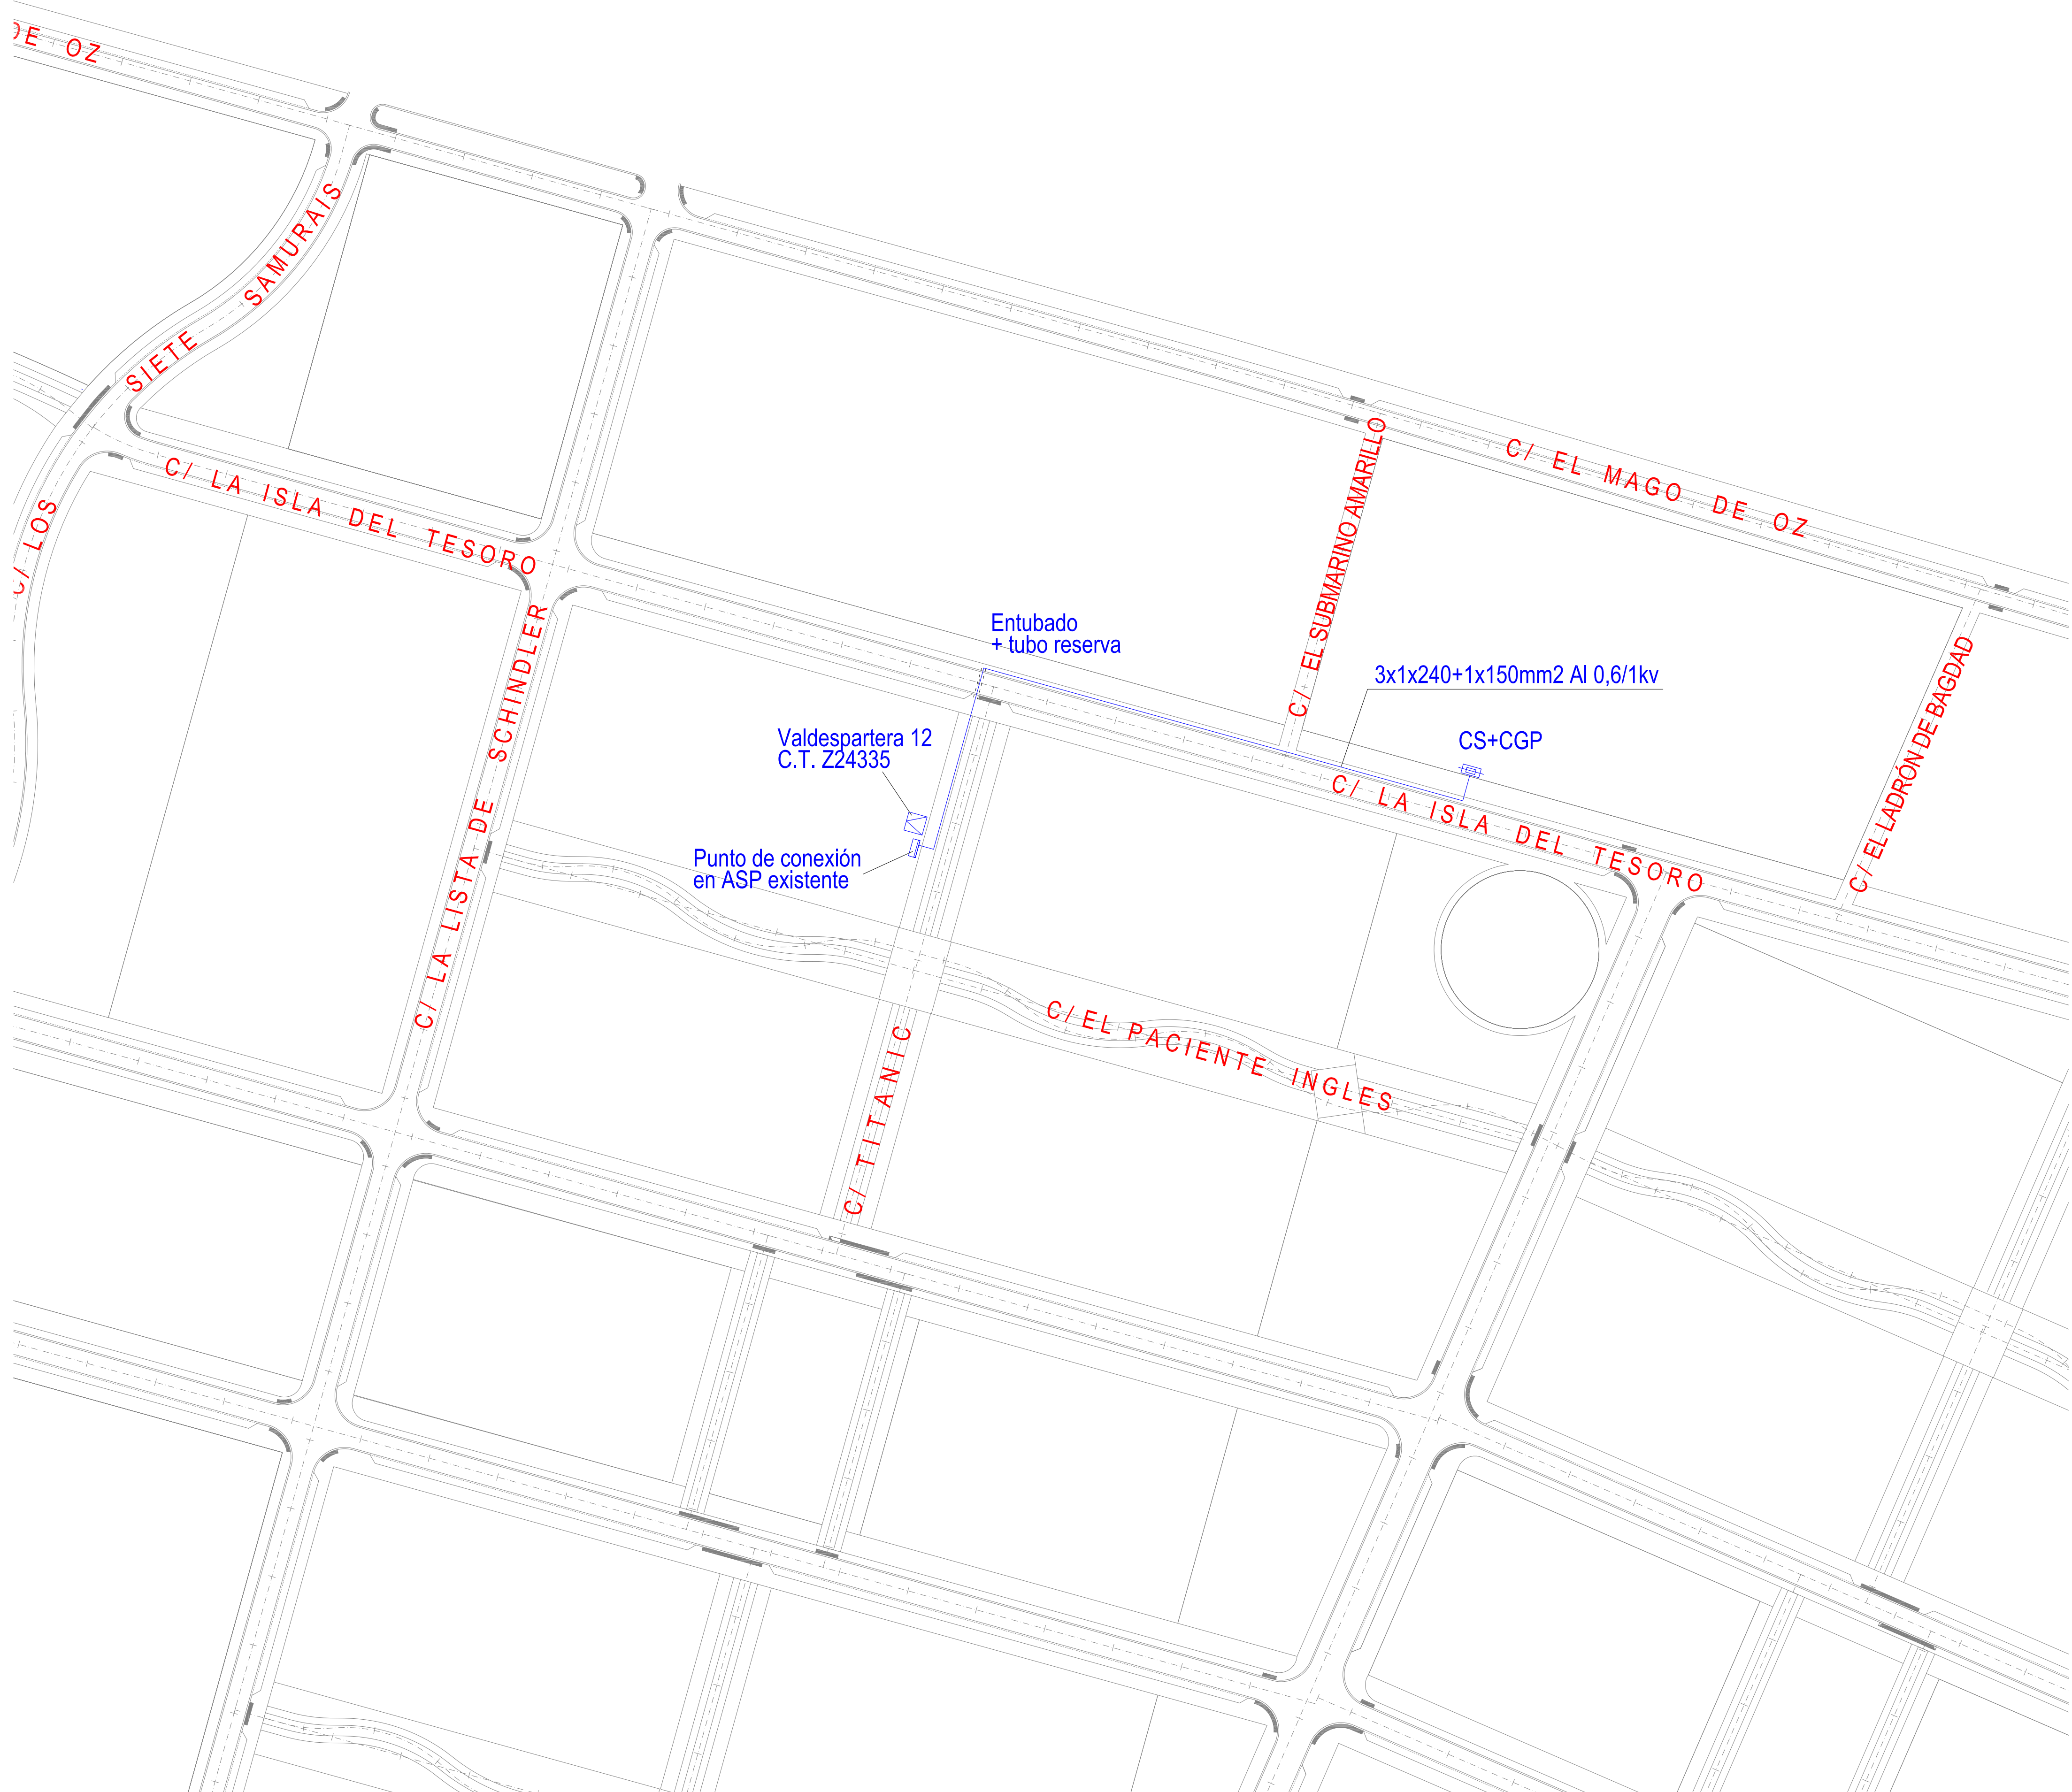 DE OZ
C/ LOS SIETE SAMURAIS
C/ LA ISLA DEL TESORO
C/ LA LISTA DE SCHINDLER
C/ EL SUBMARINO AMARILLO
C/ EL MAGO DE OZ
C/ EL LADRÓN DE BAGDAD
Entubado
+ tubo reserva
3x1x240+1x150mm2 Al 0,6/1kv
CS+CGP
Valdespartera 12
C.T. Z24335
Punto de conexión
en ASP existente
C/ LA ISLA DEL TESORO
C/ EL PACIENTE INGLES
C/ TITANIC